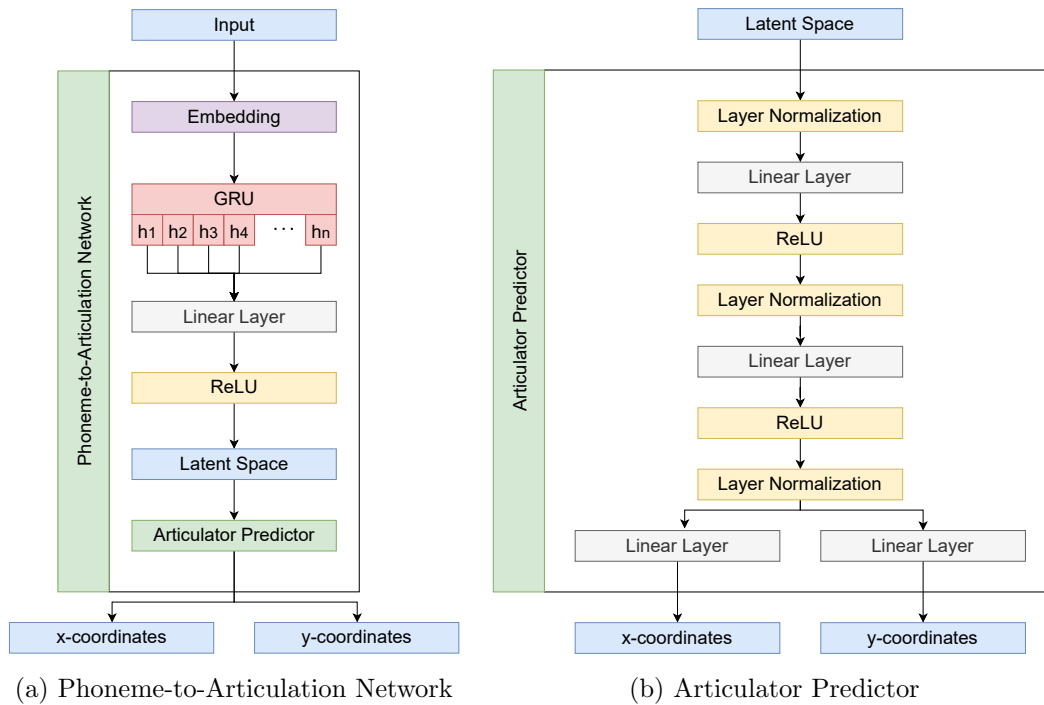 Input
Phoneme-to-Articulation Network
Embedding
GRU
h1 h2 h3 h4 ··· hn
Linear Layer
ReLU
Latent Space
Articulator Predictor
x-coordinates y-coordinates
(a) Phoneme-to-Articulation Network
Latent Space
Articulator Predictor
Layer Normalization
Linear Layer
ReLU
Layer Normalization
Linear Layer
ReLU
Layer Normalization
Linear Layer Linear Layer
x-coordinates y-coordinates
(b) Articulator Predictor